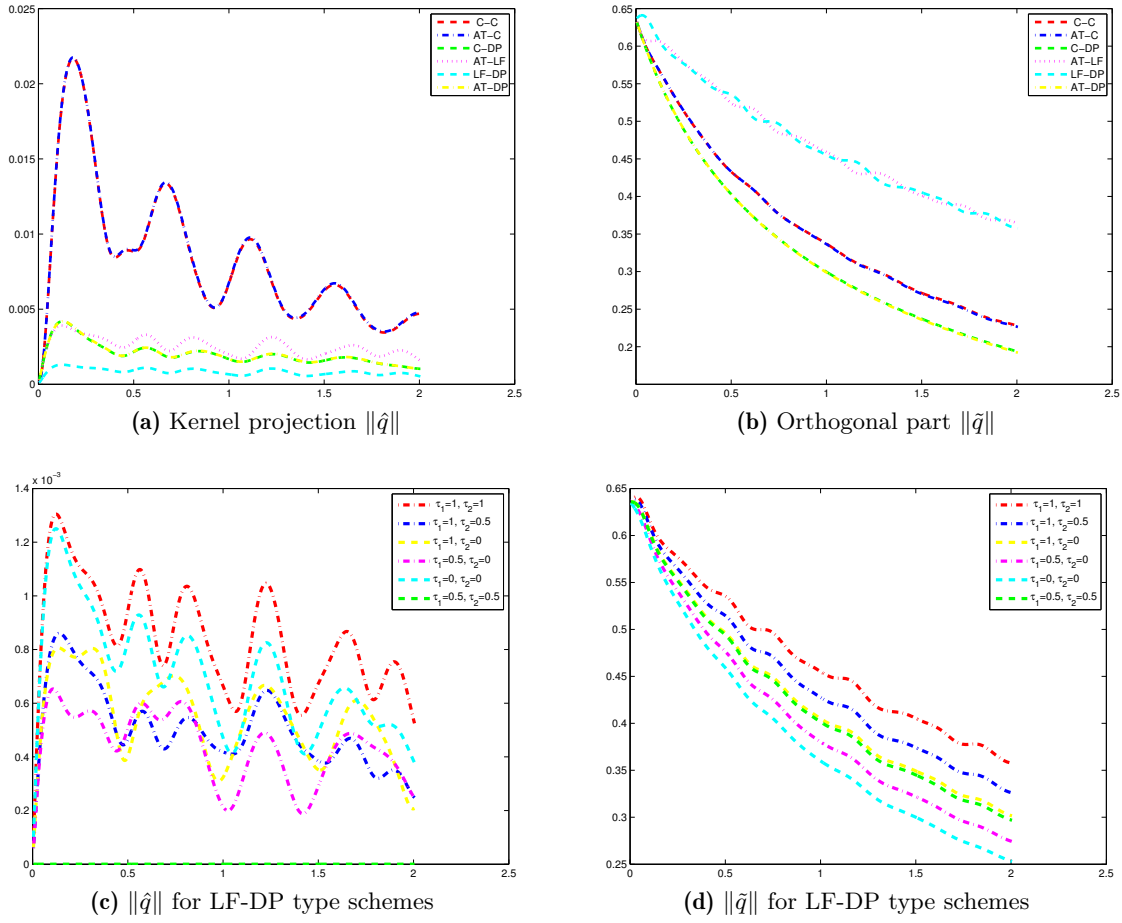 0.025
0.02
0.015
0.01
0.005
0
0 0.5 1 1.5 2 2.5
C−C
AT−C
C−DP
AT−LF
LF−DP
AT−DP
(a) Kernel projection ‖q̂‖
0.65
0.6
0.55
0.5
0.45
0.4
0.35
0.3
0.25
0.2
0 0.5 1 1.5 2 2.5
C−C
AT−C
C−DP
AT−LF
LF−DP
AT−DP
(b) Orthogonal part ‖q̃‖
x 10⁻³
1.4
1.2
1
0.8
0.6
0.4
0.2
0
0 0.5 1 1.5 2 2.5
τ₁=1, τ₂=1
τ₁=1, τ₂=0.5
τ₁=1, τ₂=0
τ₁=0.5, τ₂=0
τ₁=0, τ₂=0
τ₁=0.5, τ₂=0.5
(c) ‖q̂‖ for LF-DP type schemes
0.65
0.6
0.55
0.5
0.45
0.4
0.35
0.3
0.25
0 0.5 1 1.5 2 2.5
τ₁=1, τ₂=1
τ₁=1, τ₂=0.5
τ₁=1, τ₂=0
τ₁=0.5, τ₂=0
τ₁=0, τ₂=0
τ₁=0.5, τ₂=0.5
(d) ‖q̃‖ for LF-DP type schemes